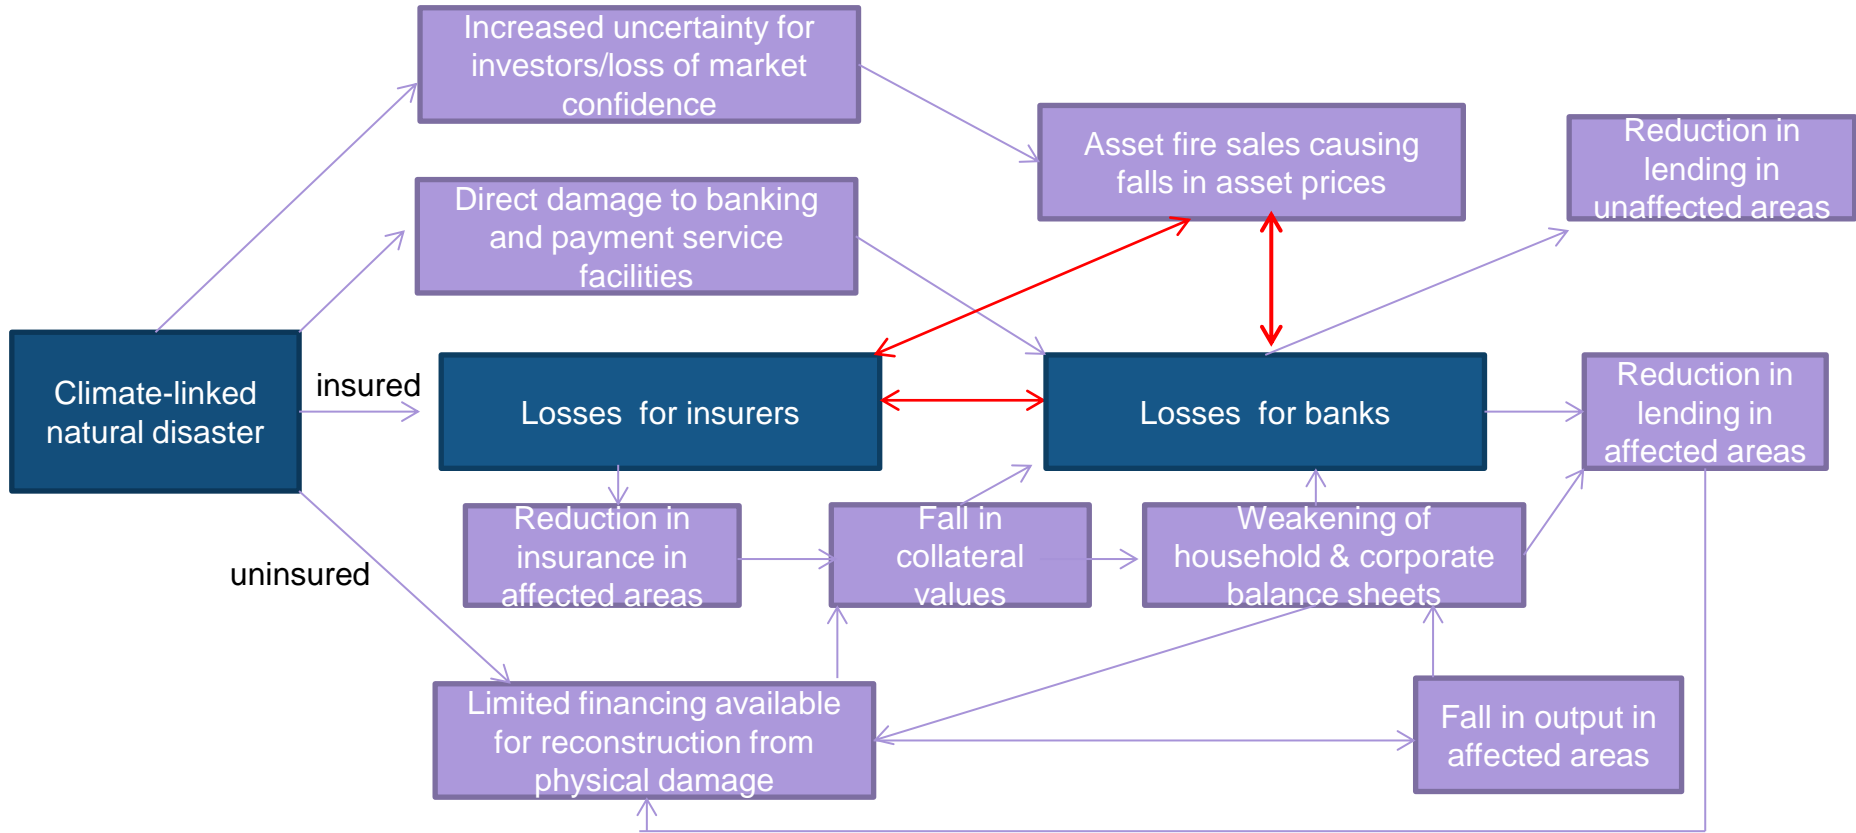 Increased uncertainty for
investors/loss of market
confidence
Asset fire sales causing
falls in asset prices
Reduction in
lending in
unaffected areas
Direct damage to banking
and payment service
facilities
Climate-linked
natural disaster
insured
Losses for insurers
Losses for banks
Reduction in
lending in
affected areas
uninsured
Reduction in
insurance in
affected areas
Fall in
collateral
values
Weakening of
household & corporate
balance sheets
Limited financing available
for reconstruction from
physical damage
Fall in output in
affected areas